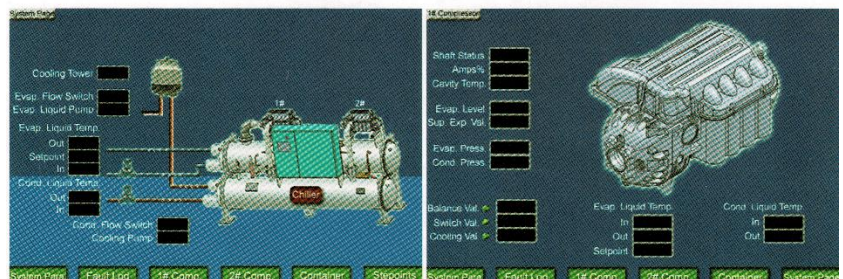 System Para
Cooling Tower
Evap. Flow Switch
Evap. Liquid Pump
Evap. Liquid Temp.
Out
Setpoint
In
Cond. Liquid Temp.
Out
In
Cond. Flow Switch
Cooling Pump
1#
2#
Chiller
System Para
Fault Log
1# Comp
2# Comp
Container
Stepoints
1# Compressor
Shaft Status
Amps%
Cavity Temp.
Evap. Level
Sup. Exp Val.
Evap. Press.
Cond. Press.
Balance Val.
Switch Val.
Cooling Val
Evap. Liquid Temp.
In
Out
Setpoint
Cond. Liquid Temp
In
Out
System Para
Fault Log
1# Comp
2# Comp
Container